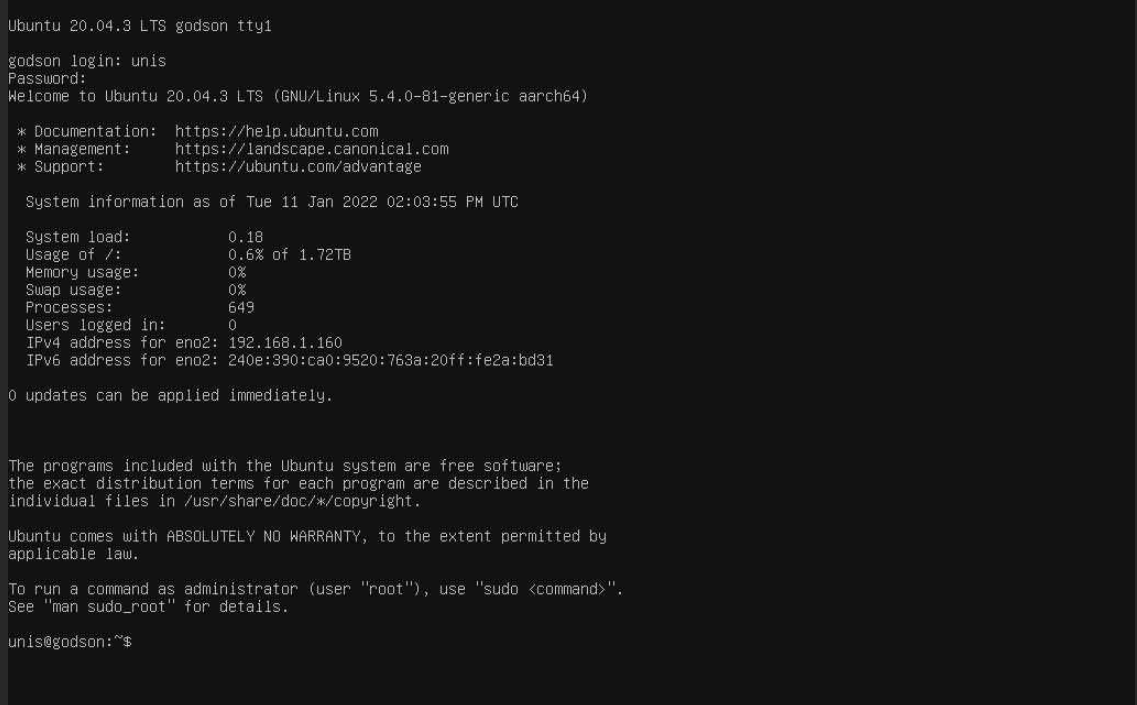 Ubuntu 20.04.3 LTS godson tty1
godson login: unis
Password:
Welcome to Ubuntu 20.04.3 LTS (GNU/Linux 5.4.0-81-generic aarch64)
* Documentation:  https://help.ubuntu.com
* Management:     https://landscape.canonical.com
* Support:        https://ubuntu.com/advantage
System information as of Tue 11 Jan 2022 02:03:55 PM UTC
System load:           0.18
Usage of /:            0.6% of 1.72TB
Memory usage:          0%
Swap usage:            0%
Processes:             649
Users logged in:       0
IPv4 address for eno2: 192.168.1.160
IPv6 address for eno2: 240e:390:ca0:9520:763a:20ff:fe2a:bd31
0 updates can be applied immediately.
The programs included with the Ubuntu system are free software;
the exact distribution terms for each program are described in the
individual files in /usr/share/doc/*/copyright.
Ubuntu comes with ABSOLUTELY NO WARRANTY, to the extent permitted by
applicable law.
To run a command as administrator (user "root"), use "sudo <command>".
See "man sudo_root" for details.
unis@godson:~$